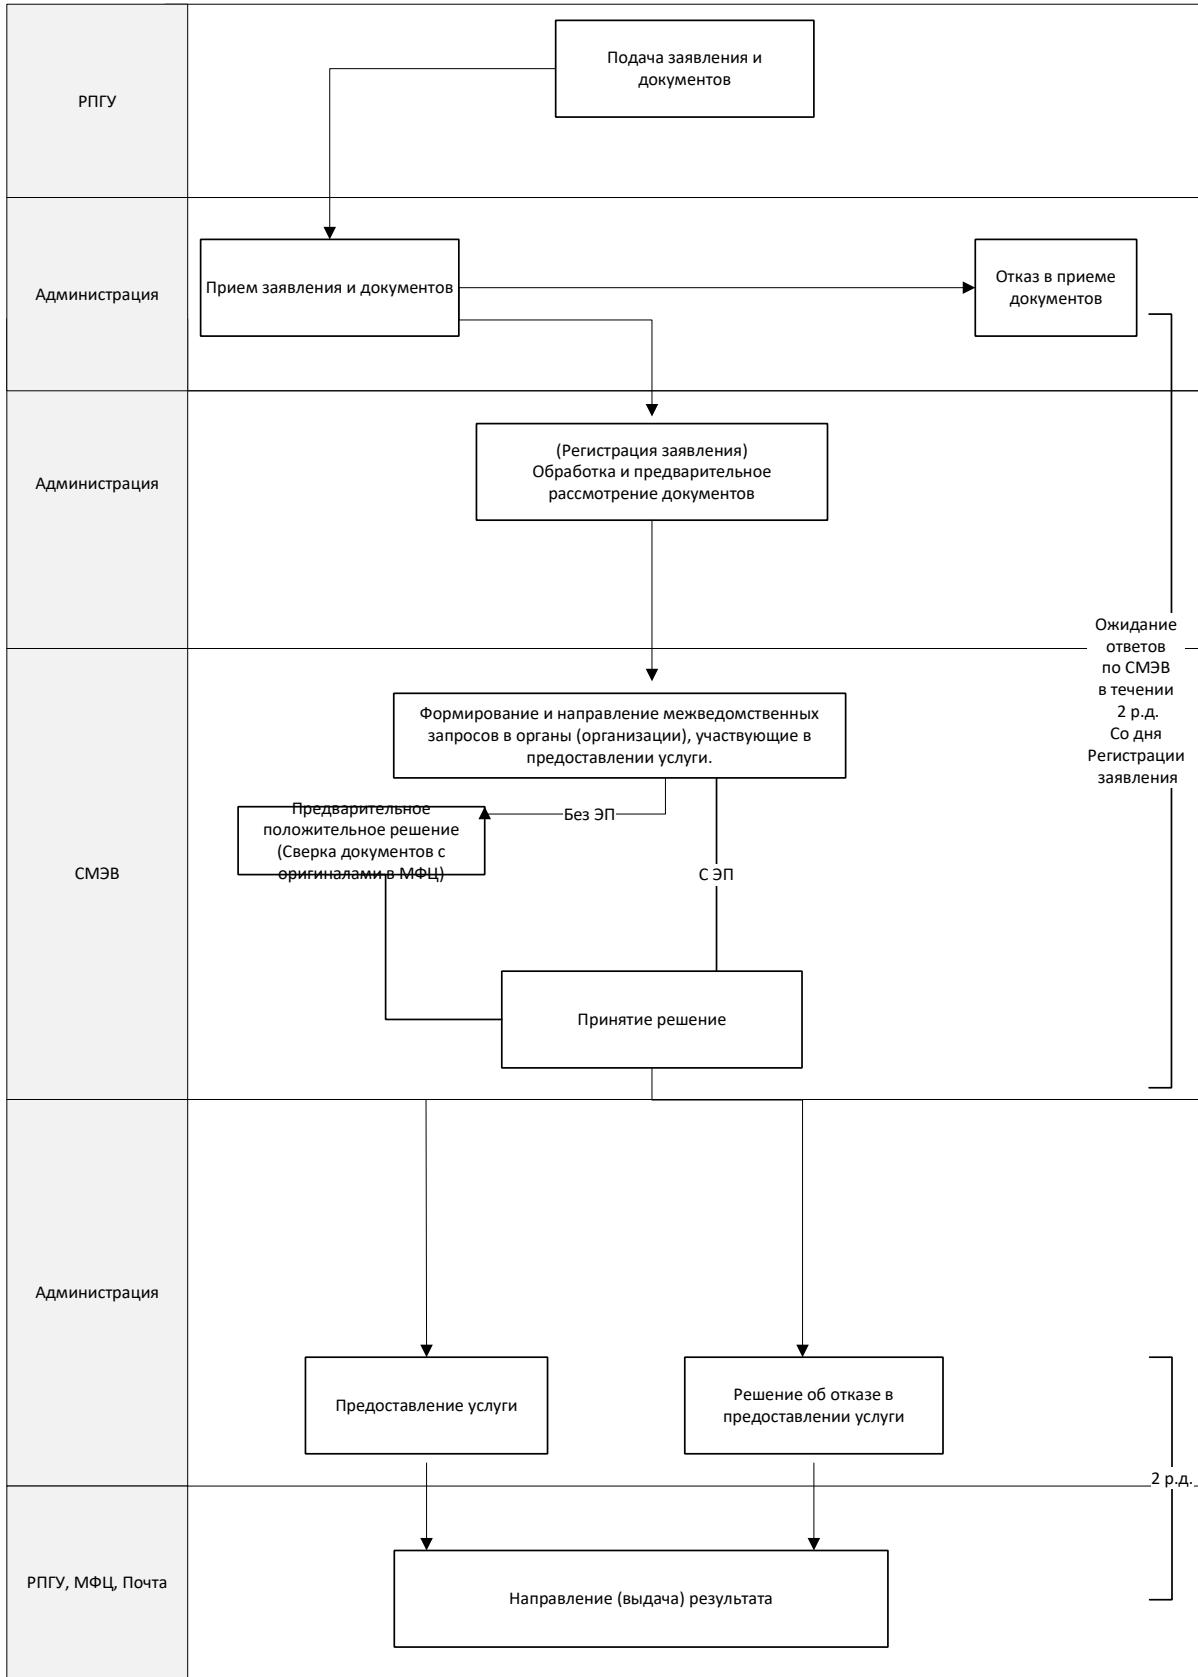 РПГУ
Подача заявления и
документов
Администрация
Прием заявления и документов
Отказ в приеме
документов
Администрация
(Регистрация заявления)
Обработка и предварительное
рассмотрение документов
Ожидание
ответов
по СМЭВ
в течении
2 р.д.
Со дня
Регистрации
заявления
СМЭВ
Формирование и направление межведомственных
запросов в органы (организации), участвующие в
предоставлении услуги.
Без ЭП
Предварительное
положительное решение
(Сверка документов с
оригиналами в МФЦ)
С ЭП
Принятие решение
Администрация
Предоставление услуги
Решение об отказе в
предоставлении услуги
2 р.д.
РПГУ, МФЦ, Почта
Направление (выдача) результата